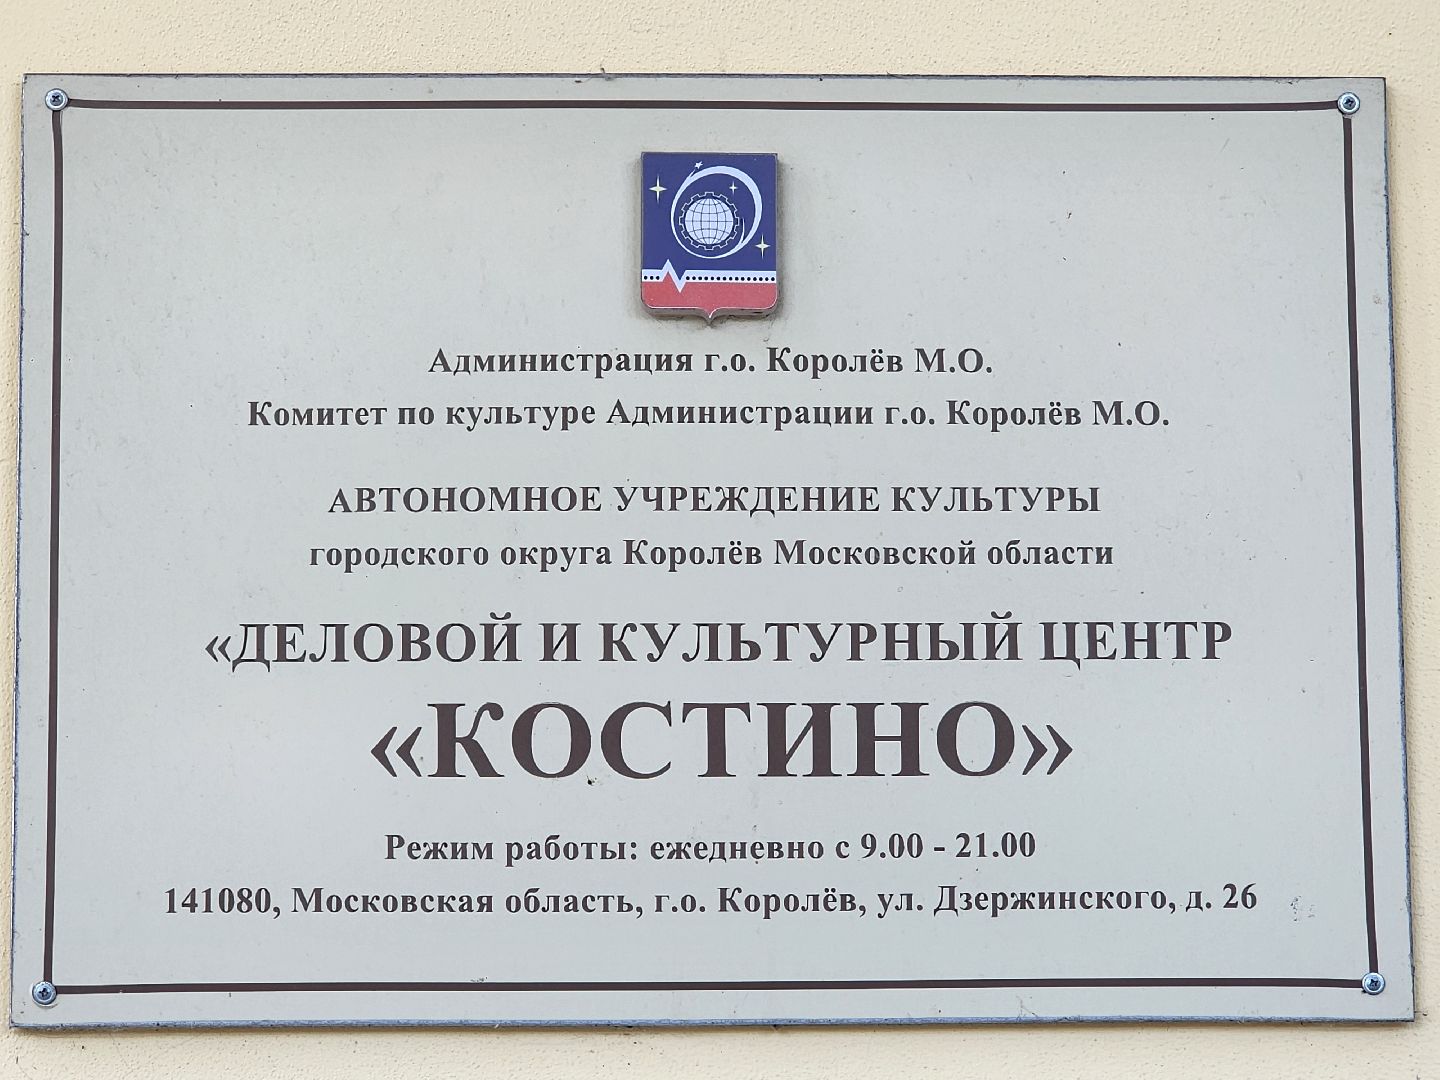 Администрация г.о. Королёв М.О.
Комитет по культуре Администрации г.о. Королёв М.О.
АВТОНОМНОЕ УЧРЕЖДЕНИЕ КУЛЬТУРЫ
городского округа Королёв Московской области
«ДЕЛОВОЙ И КУЛЬТУРНЫЙ ЦЕНТР
«КОСТИНО»
Режим работы: ежедневно с 9.00 - 21.00
141080, Московская область, г.о. Королёв, ул. Дзержинского, д. 26